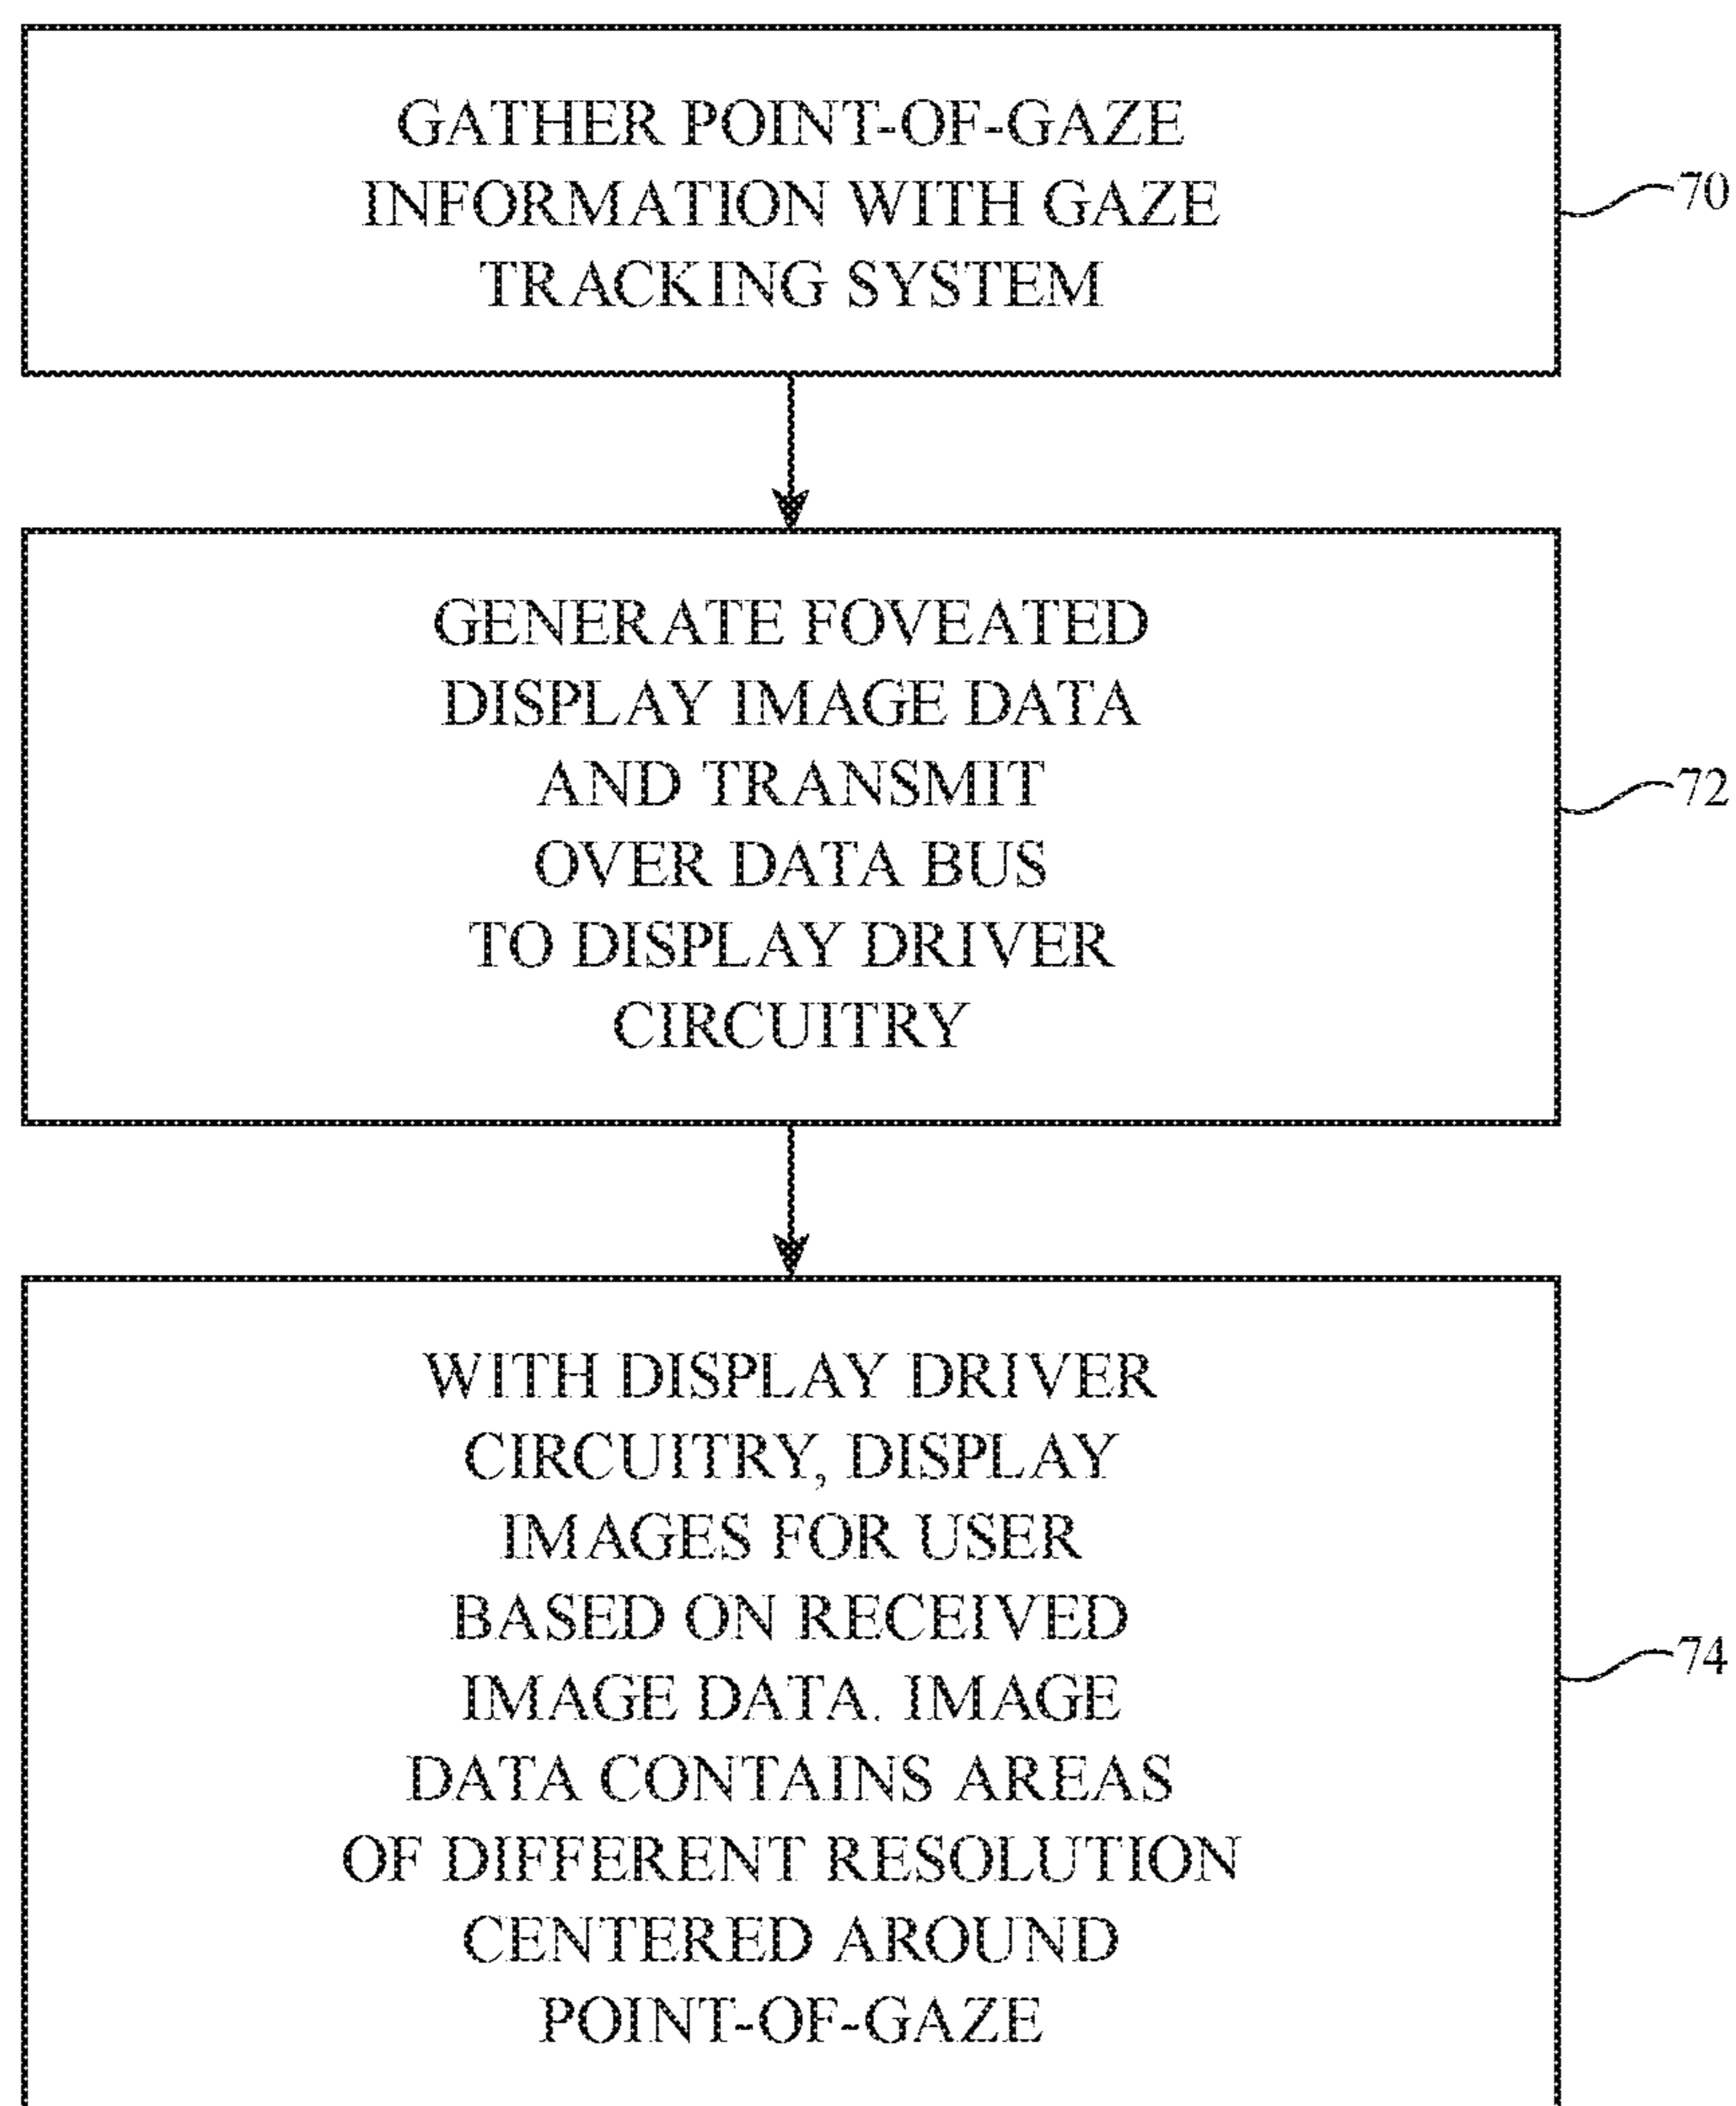 GATHER POINT-OF-GAZE
INFORMATION WITH GAZE
TRACKING SYSTEM
70
GENERATE FOVEATED
DISPLAY IMAGE DATA
AND TRANSMIT
OVER DATA BUS
TO DISPLAY DRIVER
CIRCUITRY
72
WITH DISPLAY DRIVER
CIRCUITRY, DISPLAY
IMAGES FOR USER
BASED ON RECEIVED
IMAGE DATA. IMAGE
DATA CONTAINS AREAS
OF DIFFERENT RESOLUTION
CENTERED AROUND
POINT-OF-GAZE
74